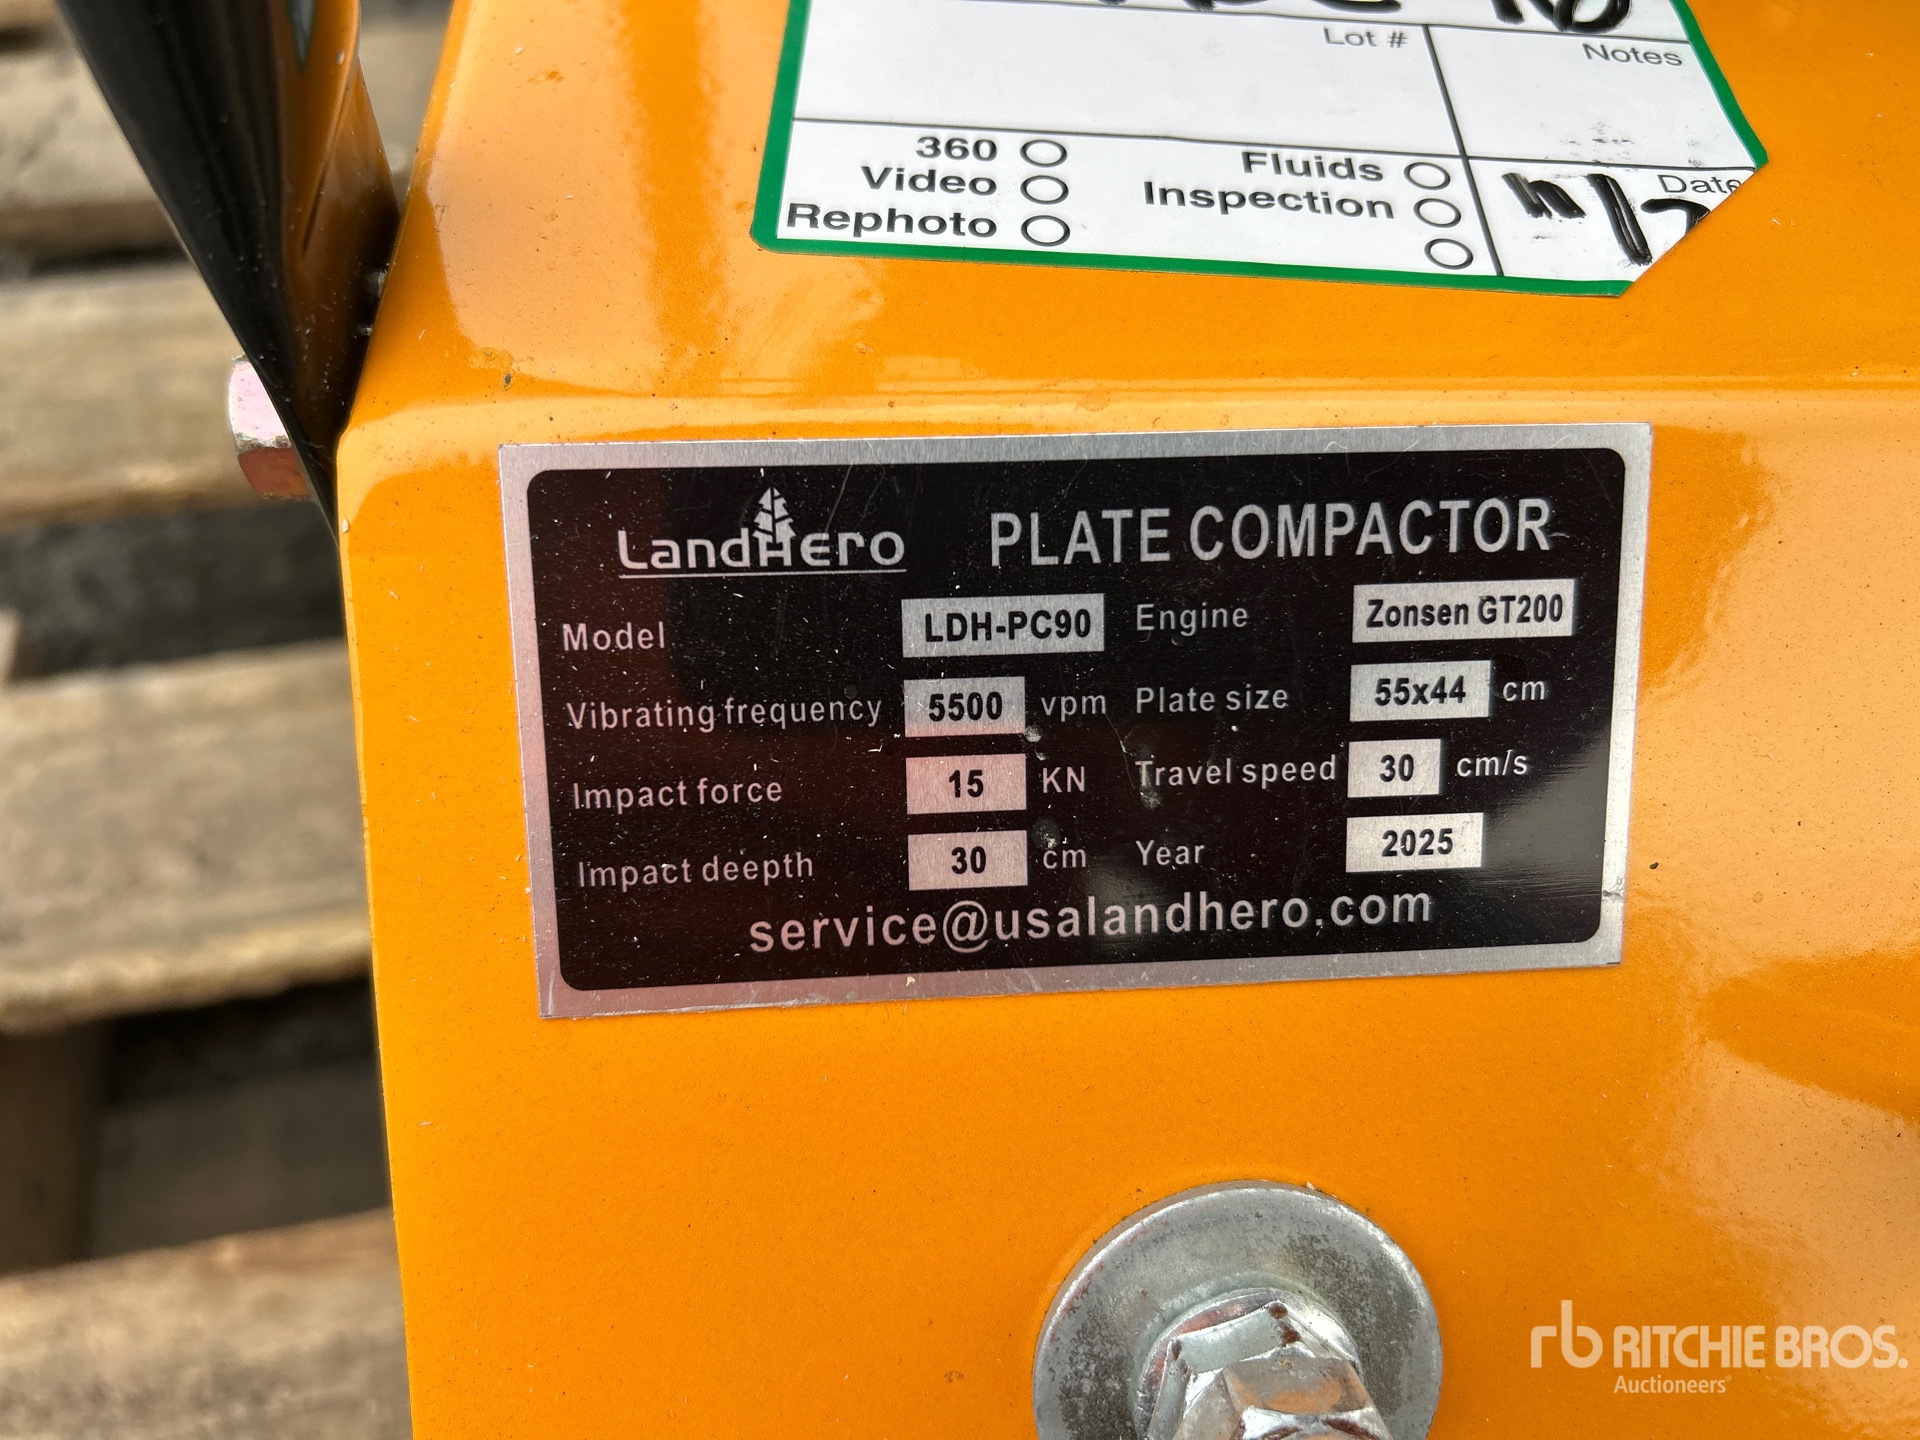 Lot #
Notes
360
Video
Rephoto
Fluids
Inspection
Date
LandHero
PLATE COMPACTOR
Model LDH-PC90 Engine Zonsen GT200
Vibrating frequency 5500 vpm Plate size 55x44 cm
Impact force 15 KN Travel speed 30 cm/s
Impact deepth 30 cm Year 2025
service@usalandhero.com
rb RITCHIE BROS.
Auctioneers